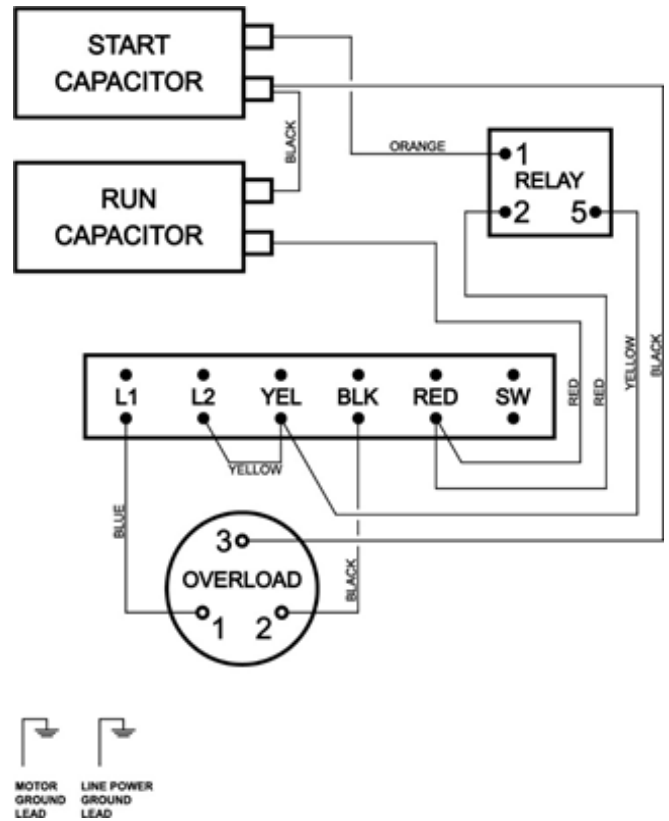 START
CAPACITOR
BLACK
ORANGE
1
RELAY
2 5
RUN
CAPACITOR
RED
RED
YELLOW
BLACK
L1 L2 YEL BLK RED SW
YELLOW
BLUE
BLACK
3
OVERLOAD
1 2
MOTOR
GROUND
LEAD
LINE POWER
GROUND
LEAD